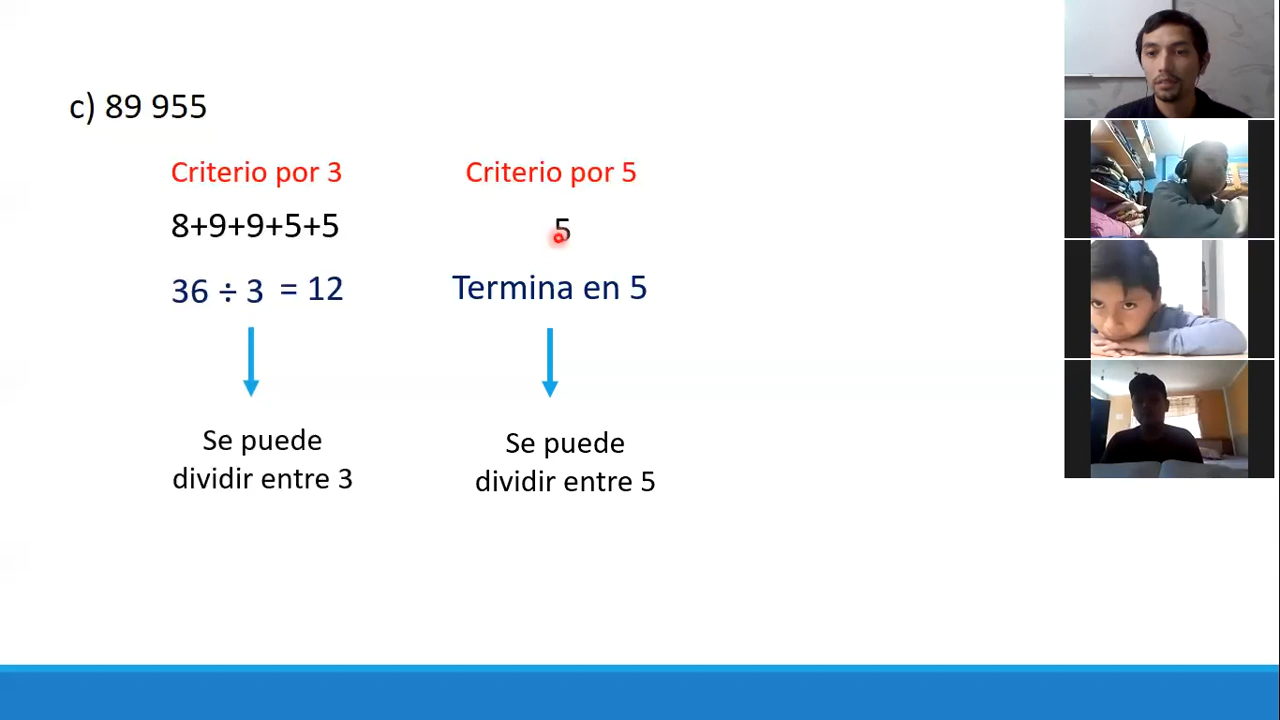 c) 89 955
Criterio por 3
8+9+9+5+5
36 ÷ 3 = 12
Se puede
dividir entre 3
Criterio por 5
5
Termina en 5
Se puede
dividir entre 5